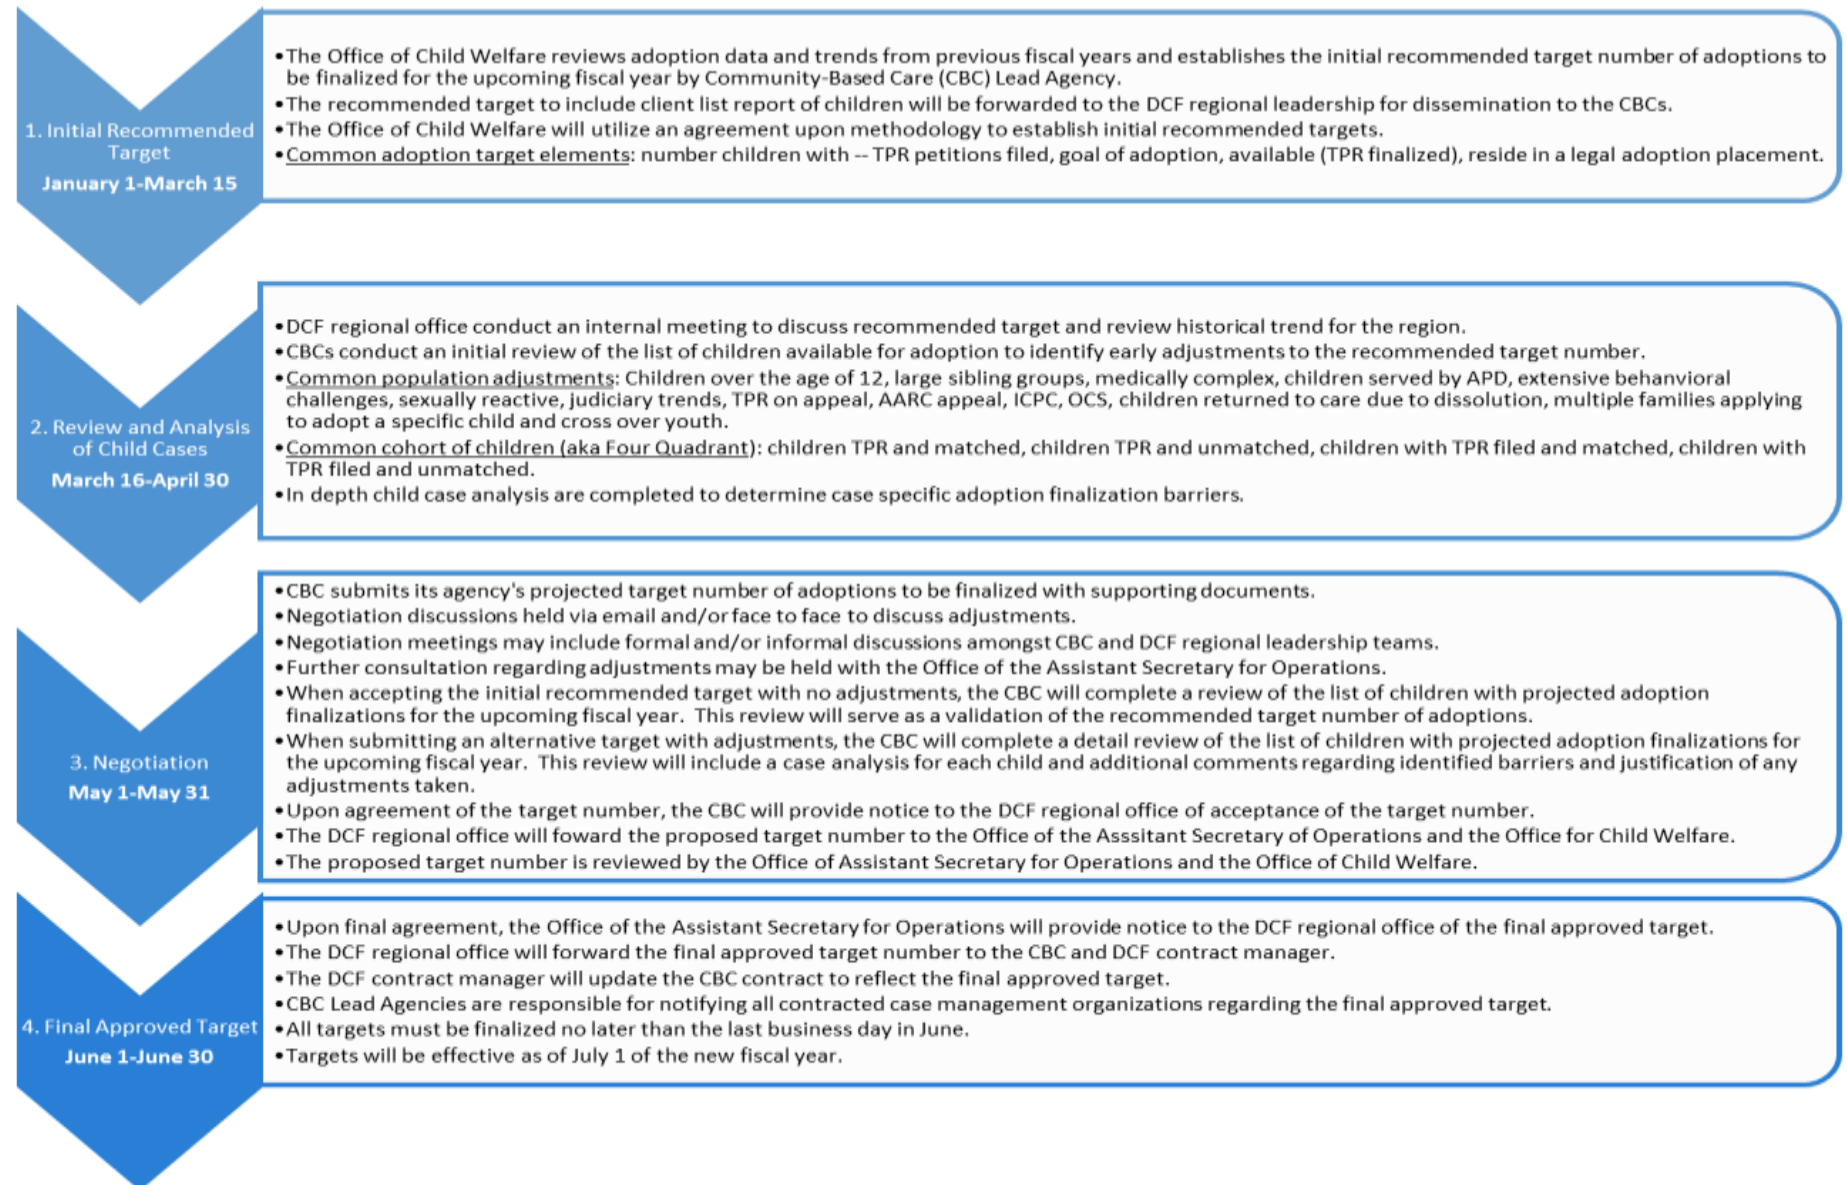 1. Initial Recommended
Target
January 1-March 15
•The Office of Child Welfare reviews adoption data and trends from previous fiscal years and establishes the initial recommended target number of adoptions to
be finalized for the upcoming fiscal year by Community-Based Care (CBC) Lead Agency.
•The recommended target to include client list report of children will be forwarded to the DCF regional leadership for dissemination to the CBCs.
•The Office of Child Welfare will utilize an agreement upon methodology to establish initial recommended targets.
•Common adoption target elements: number children with -- TPR petitions filed, goal of adoption, available (TPR finalized), reside in a legal adoption placement.
2. Review and Analysis
of Child Cases
March 16-April 30
•DCF regional office conduct an internal meeting to discuss recommended target and review historical trend for the region.
•CBCs conduct an initial review of the list of children available for adoption to identify early adjustments to the recommended target number.
•Common population adjustments: Children over the age of 12, large sibling groups, medically complex, children served by APD, extensive behanvioral
challenges, sexually reactive, judiciary trends, TPR on appeal, AARC appeal, ICPC, OCS, children returned to care due to dissolution, multiple families applying
to adopt a specific child and cross over youth.
•Common cohort of children (aka Four Quadrant): children TPR and matched, children TPR and unmatched, children with TPR filed and matched, children with
TPR filed and unmatched.
•In depth child case analysis are completed to determine case specific adoption finalization barriers.
3. Negotiation
May 1-May 31
•CBC submits its agency's projected target number of adoptions to be finalized with supporting documents.
•Negotiation discussions held via email and/or face to face to discuss adjustments.
•Negotiation meetings may include formal and/or informal discussions amongst CBC and DCF regional leadership teams.
•Further consultation regarding adjustments may be held with the Office of the Assistant Secretary for Operations.
•When accepting the initial recommended target with no adjustments, the CBC will complete a review of the list of children with projected adoption
finalizations for the upcoming fiscal year. This review will serve as a validation of the recommended target number of adoptions.
•When submitting an alternative target with adjustments, the CBC will complete a detail review of the list of children with projected adoption finalizations for
the upcoming fiscal year. This review will include a case analysis for each child and additional comments regarding identified barriers and justification of any
adjustments taken.
•Upon agreement of the target number, the CBC will provide notice to the DCF regional office of acceptance of the target number.
•The DCF regional office will foward the proposed target number to the Office of the Asssitant Secretary of Operations and the Office for Child Welfare.
•The proposed target number is reviewed by the Office of Assistant Secretary for Operations and the Office of Child Welfare.
4. Final Approved Target
June 1-June 30
•Upon final agreement, the Office of the Assistant Secretary for Operations will provide notice to the DCF regional office of the final approved target.
•The DCF regional office will forward the final approved target number to the CBC and DCF contract manager.
•The DCF contract manager will update the CBC contract to reflect the final approved target.
•CBC Lead Agencies are responsible for notifying all contracted case management organizations regarding the final approved target.
•All targets must be finalized no later than the last business day in June.
•Targets will be effective as of July 1 of the new fiscal year.